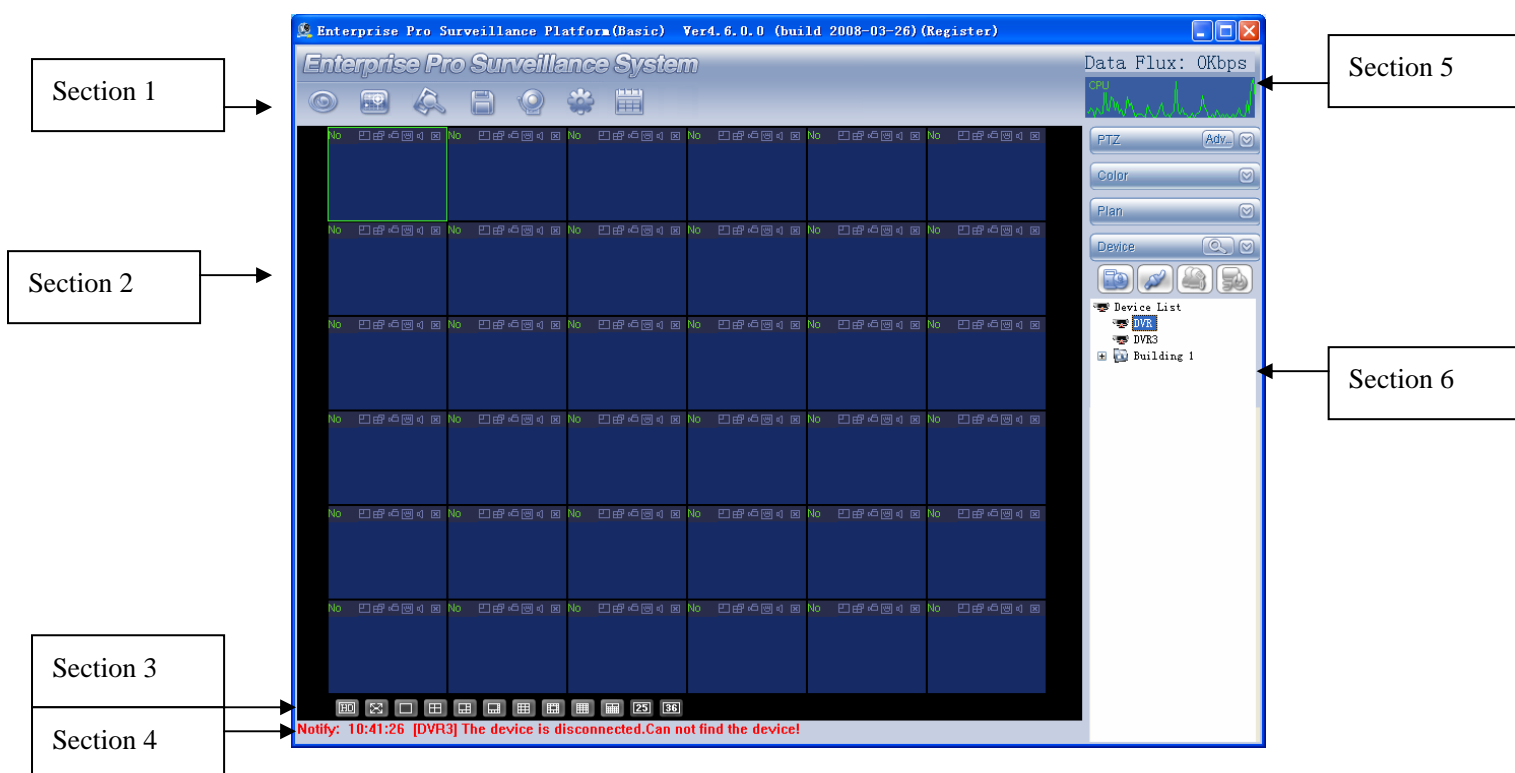 Enterprise Pro Surveillance Platform(Basic) Ver4.6.0.0 (build 2008-03-26)(Register)
Enterprise Pro Surveillance System
Data Flux: 0Kbps
CPU
Section 1
Section 5
PTZ Adv...
Color
Plan
Device
No No No No No No
No No No No No No
No No No No No No
No No No No No No
No No No No No No
No No No No No No
Section 2
Device List
DVR
DVR3
Building 1
Section 6
Section 3
HD 25 36
Section 4
Notify: 10:41:26 [DVR3] The device is disconnected.Can not find the device!